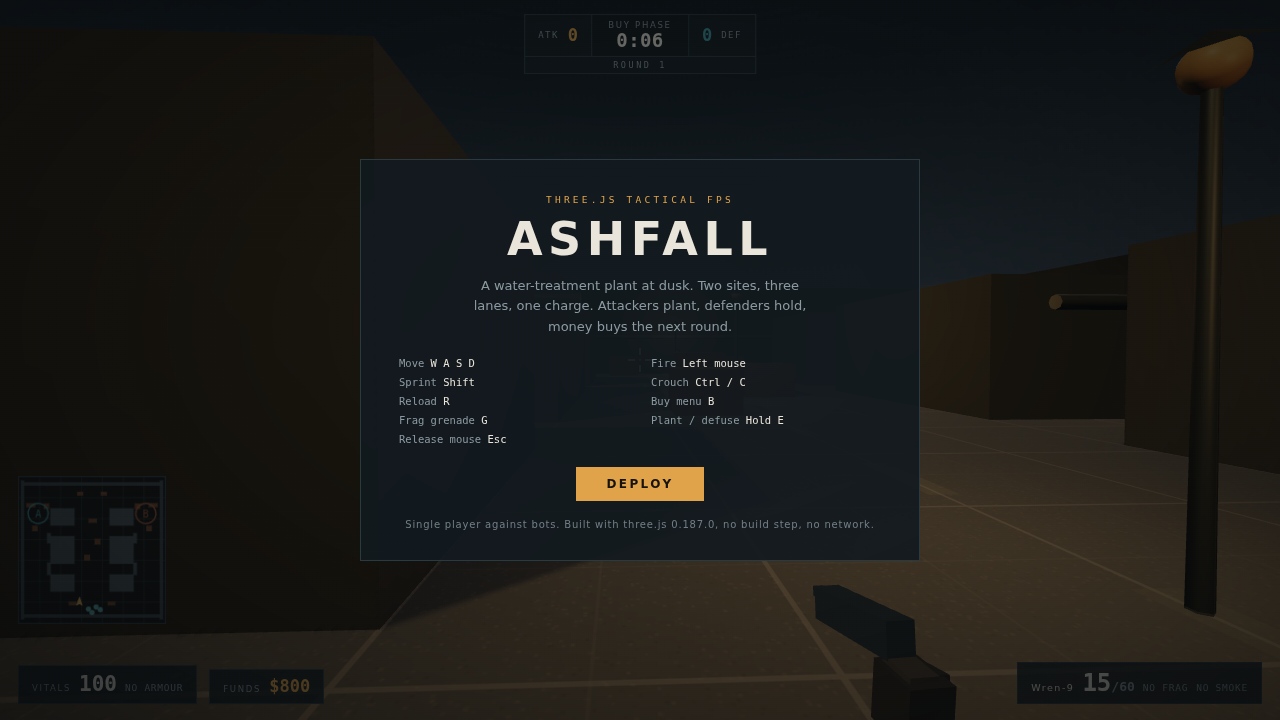 ATK 0
BUY PHASE
0:06
0 DEF
ROUND 1
THREE.JS TACTICAL FPS
ASHFALL
A water-treatment plant at dusk. Two sites, three
lanes, one charge. Attackers plant, defenders hold,
money buys the next round.
Move W A S D
Fire Left mouse
Sprint Shift
Crouch Ctrl / C
Reload R
Buy menu B
Frag grenade G
Plant / defuse Hold E
Release mouse Esc
DEPLOY
Single player against bots. Built with three.js 0.187.0, no build step, no network.
A
B
VITALS 100 NO ARMOUR
FUNDS $800
Wren-9 15/60 NO FRAG NO SMOKE